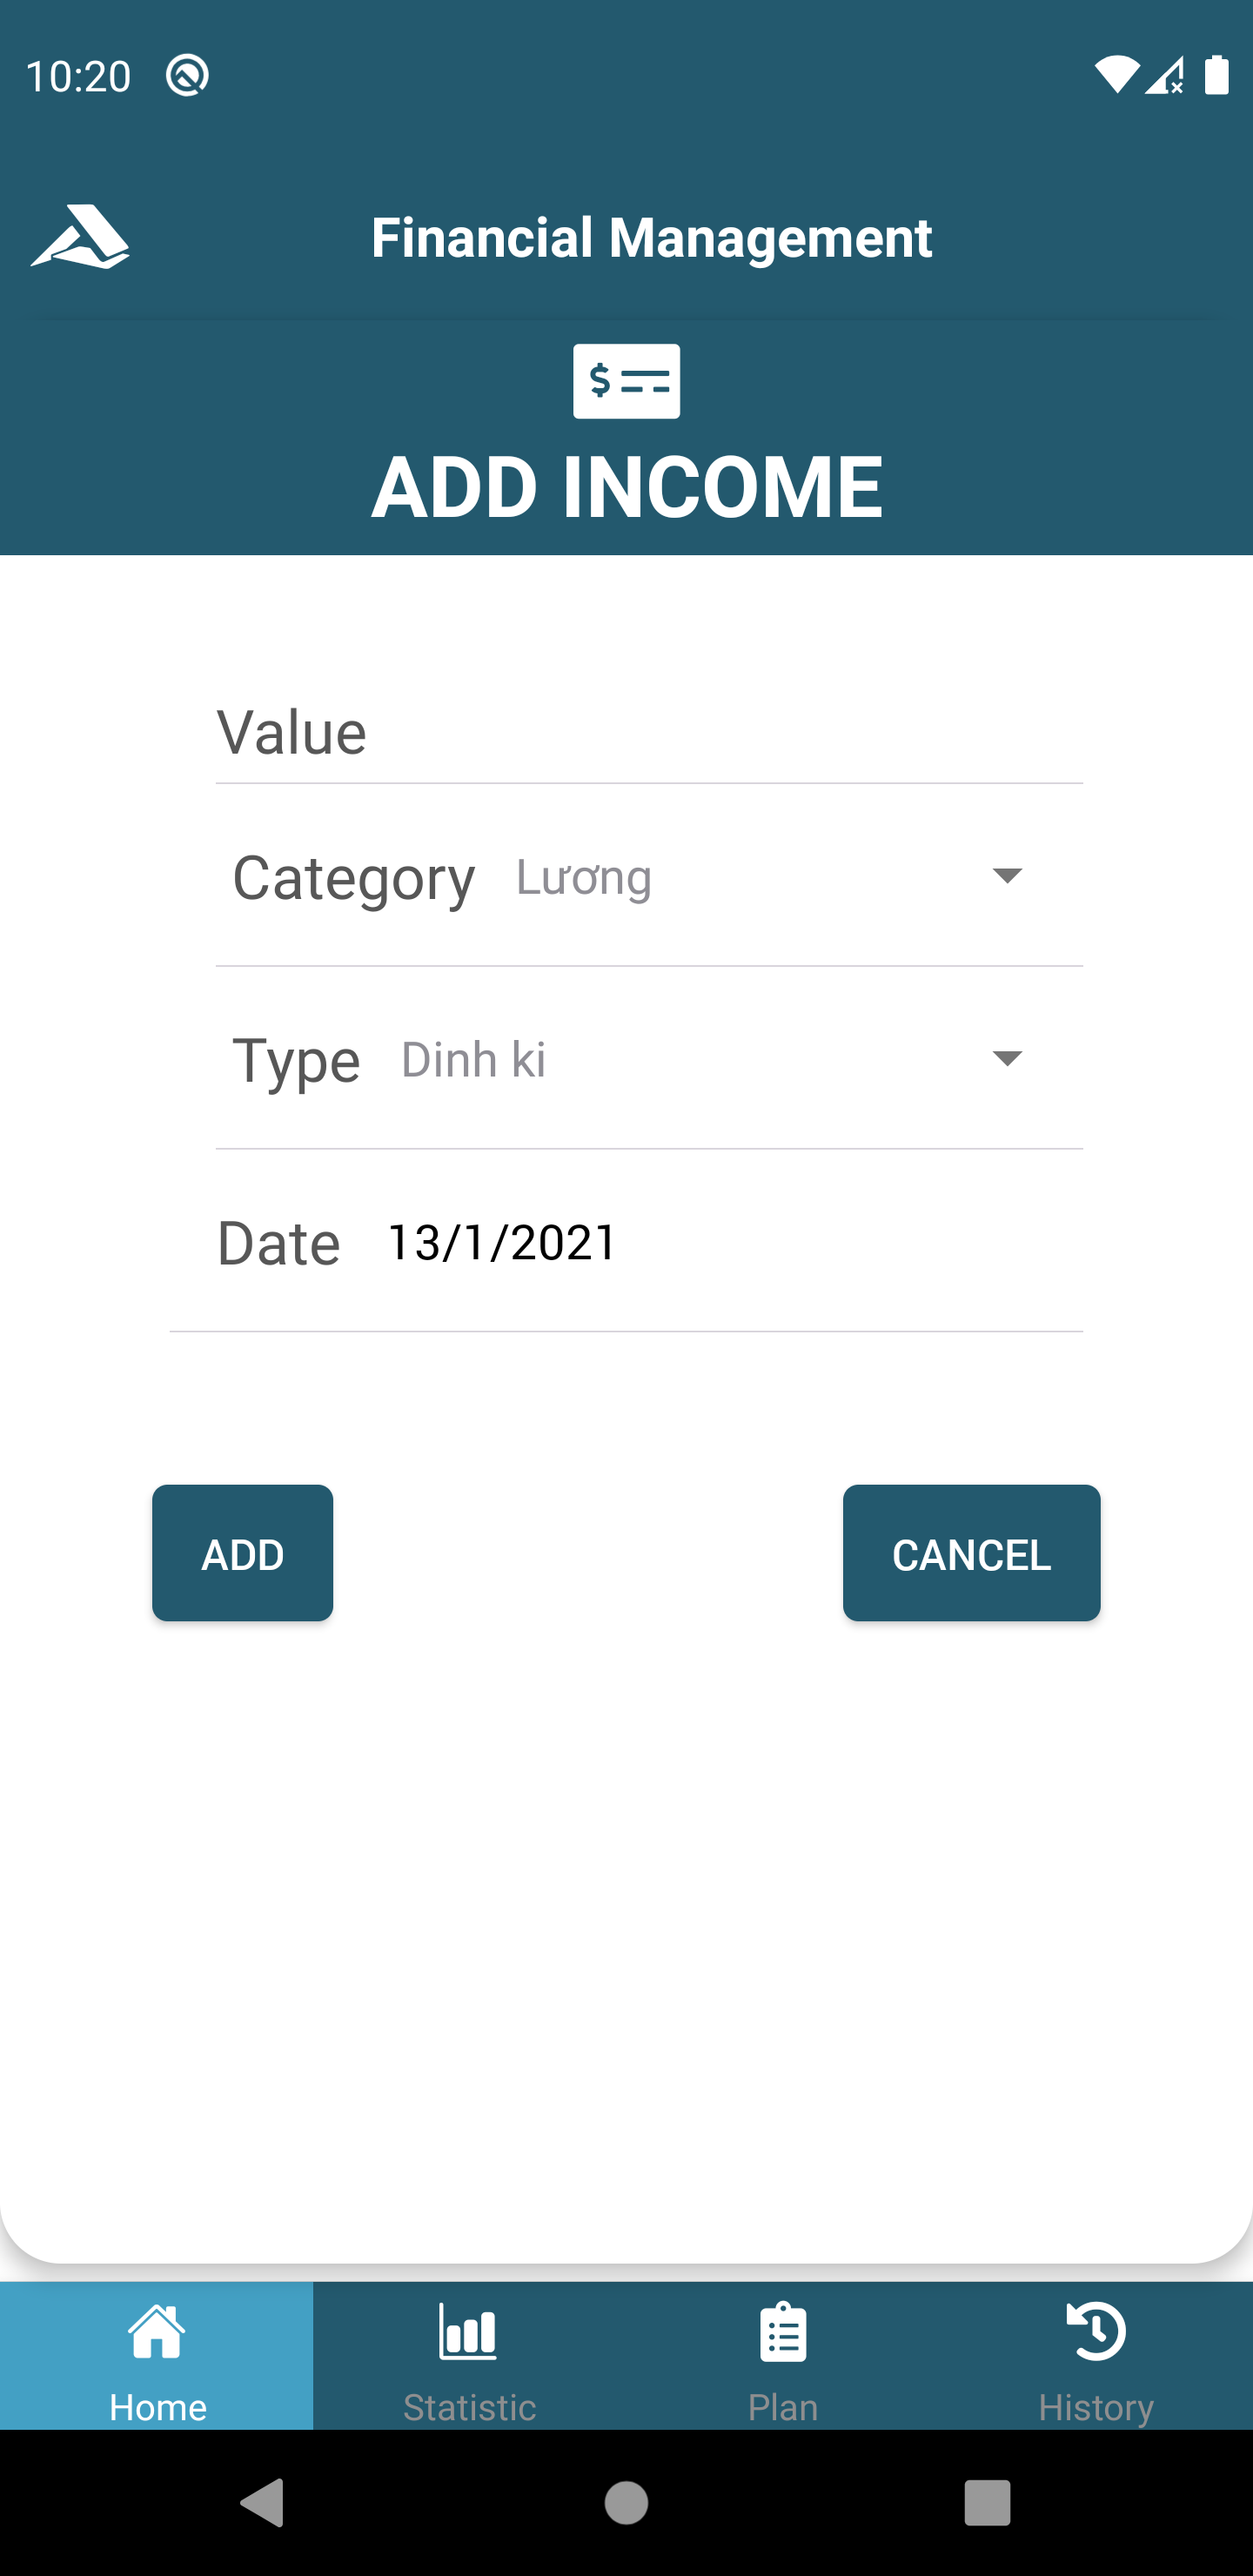 10:20
Financial Management
$
ADD INCOME
Value
Category Lương
Type Dinh ki
Date 13/1/2021
ADD CANCEL
Home Statistic Plan History